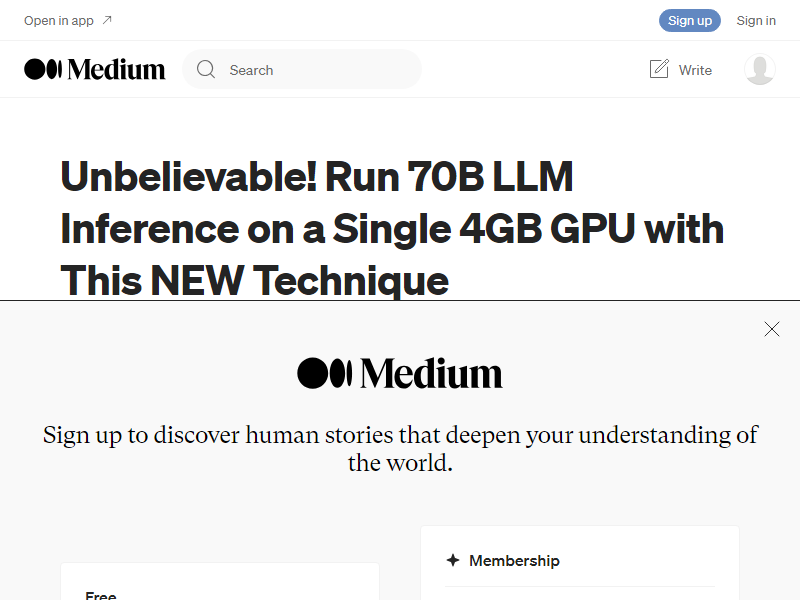 Open in app
Sign up
Sign in
Medium
Search
Write
Unbelievable! Run 70B LLM
Inference on a Single 4GB GPU with
This NEW Technique
Medium
Sign up to discover human stories that deepen your understanding of
the world.
Membership
Free